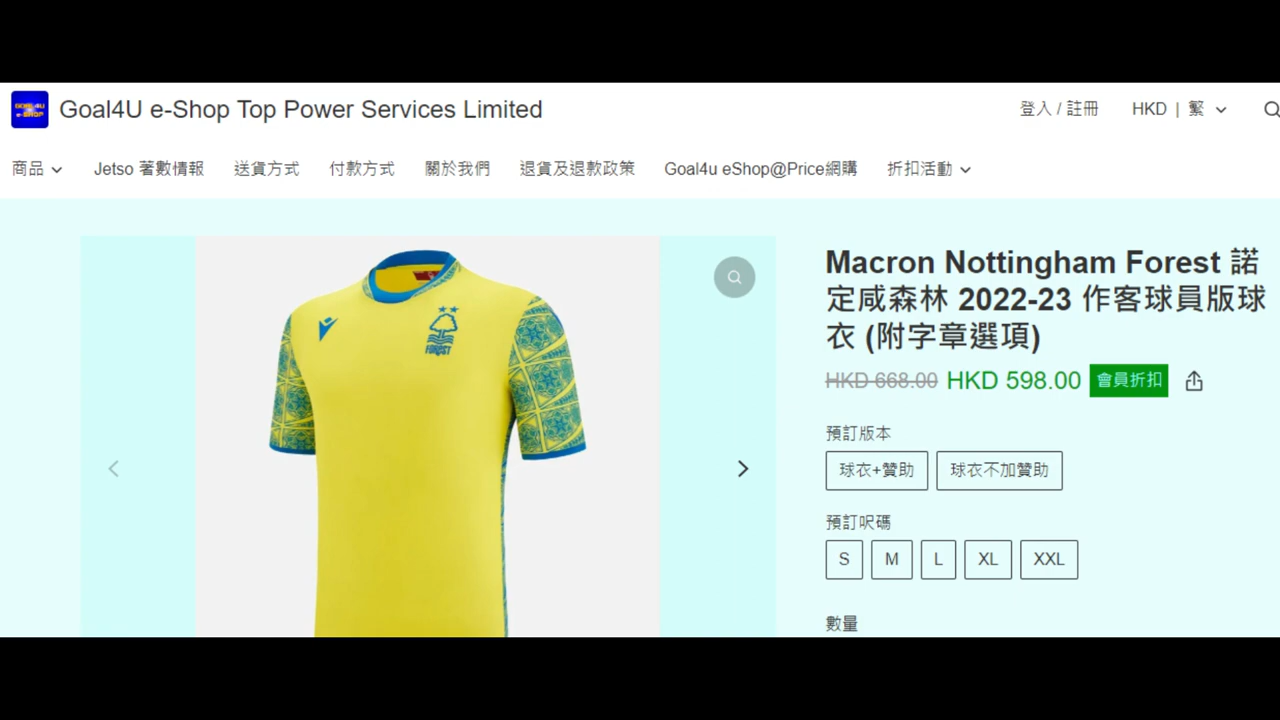 GOAL4U
e-SHOP
Goal4U e-Shop Top Power Services Limited
登入 / 註冊
HKD | 繁
商品
Jetso 著數情報
送貨方式
付款方式
關於我們
退貨及退款政策
Goal4u eShop@Price網購
折扣活動
FOREST
Macron Nottingham Forest 諾
定咸森林 2022-23 作客球員版球
衣 (附字章選項)
HKD 668.00 HKD 598.00 會員折扣
預訂版本
球衣+贊助
球衣不加贊助
預訂呎碼
S M L XL XXL
數量